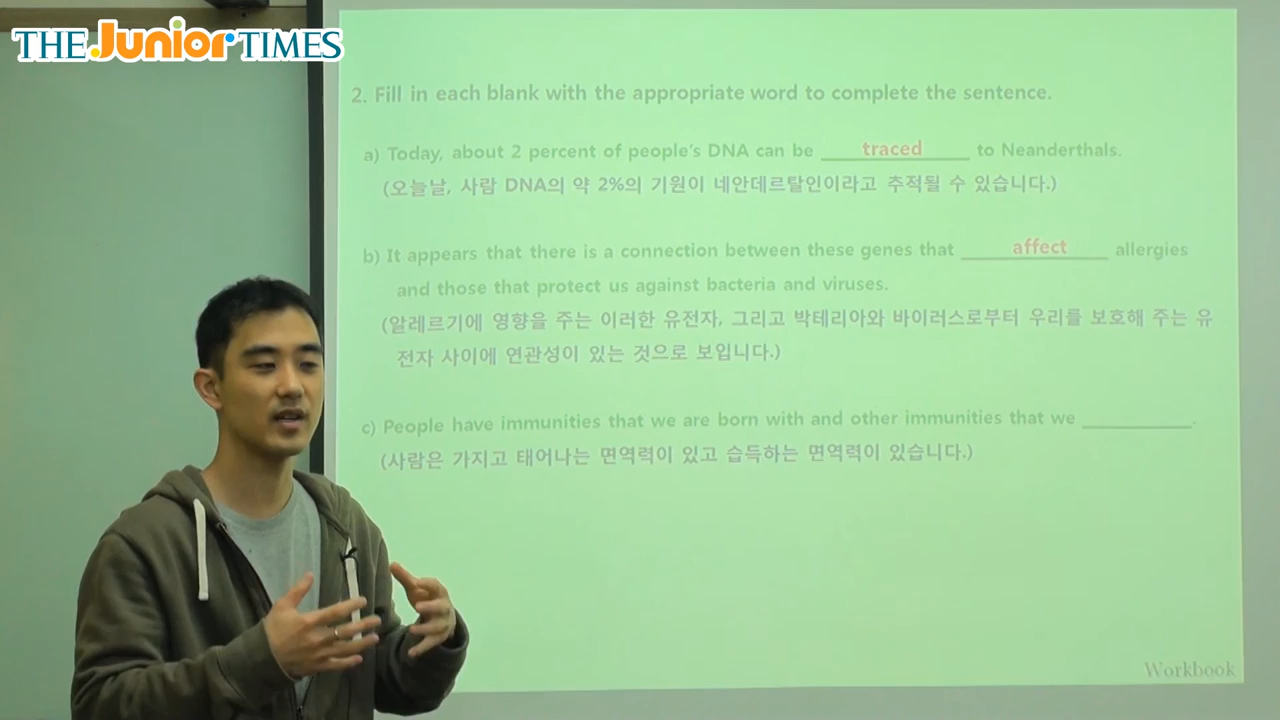 THE Junior TIMES
2. Fill in each blank with the appropriate word to complete the sentence.
a) Today, about 2 percent of people's DNA can be traced to Neanderthals.
(오늘날, 사람 DNA의 약 2%의 기원이 네안데르탈인이라고 추적될 수 있습니다.)
b) It appears that there is a connection between these genes that affect allergies
and those that protect us against bacteria and viruses.
(알레르기에 영향을 주는 이러한 유전자, 그리고 박테리아와 바이러스로부터 우리를 보호해 주는 유
전자 사이에 연관성이 있는 것으로 보입니다.)
c) People have immunities that we are born with and other immunities that we ________.
(사람은 가지고 태어나는 면역력이 있고 습득하는 면역력이 있습니다.)
Workbook